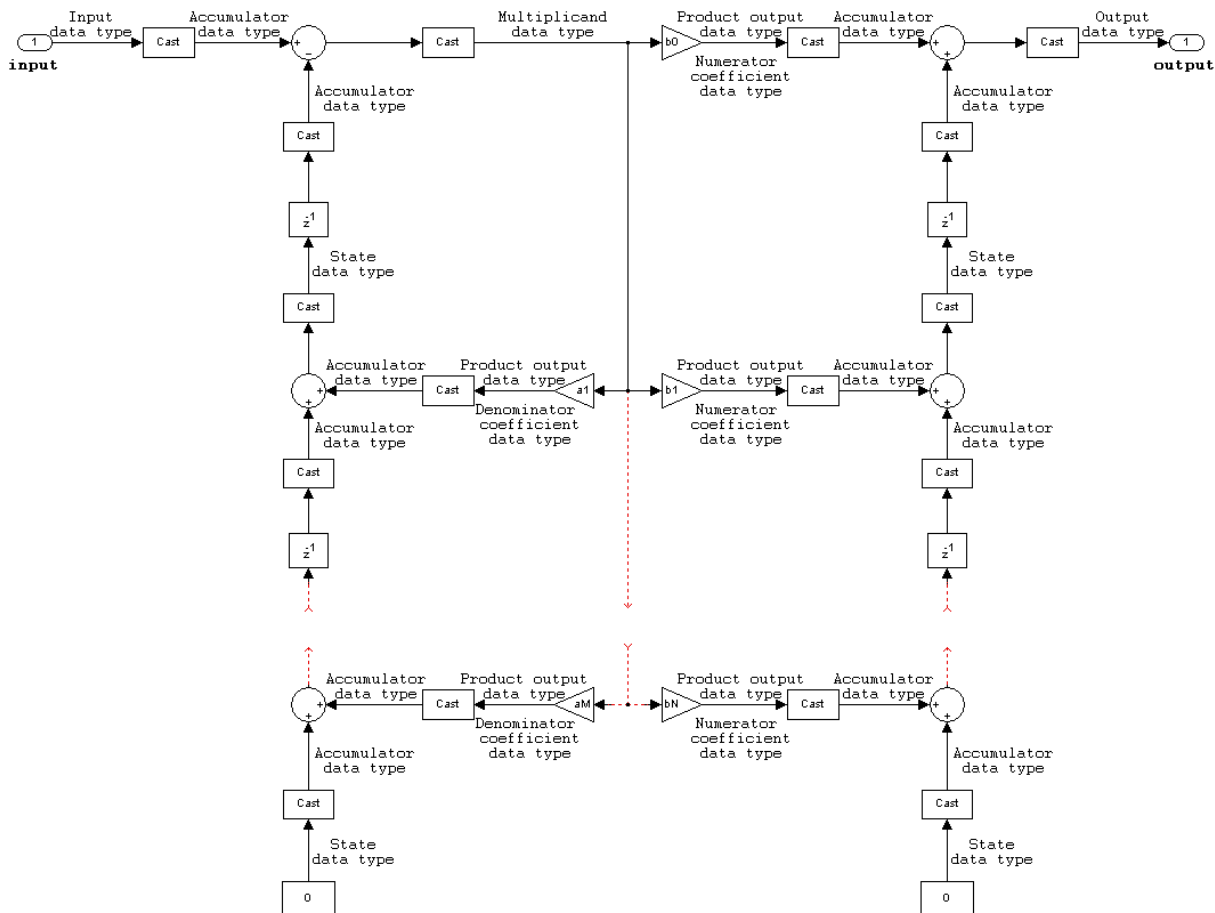 Input
data type
Accumulator
data type
Multiplicand
data type
Product output
data type
Accumulator
data type
Output
data type
1
Cast
+
−
Cast
b0
Cast
+
+
Cast
1
input
output
Numerator
coefficient
data type
Accumulator
data type
Accumulator
data type
Cast
Cast
z-1
z-1
State
data type
State
data type
Cast
Cast
Accumulator
data type
Product output
data type
Product output
data type
Accumulator
data type
+
+
Cast
a1
b1
Cast
+
+
Denominator
coefficient
data type
Numerator
coefficient
data type
Accumulator
data type
Accumulator
data type
Cast
Cast
z-1
z-1
Accumulator
data type
Product output
data type
Product output
data type
Accumulator
data type
+
+
Cast
aM
bN
Cast
+
+
Denominator
coefficient
data type
Numerator
coefficient
data type
Accumulator
data type
Accumulator
data type
Cast
Cast
State
data type
State
data type
0
0